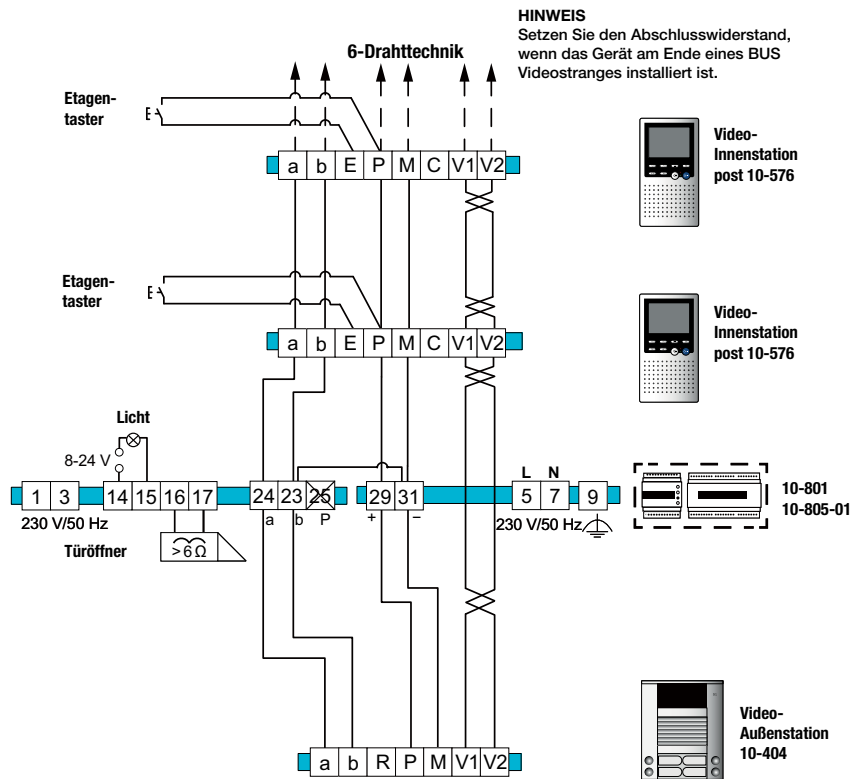 HINWEIS
Setzen Sie den Abschlusswiderstand,
wenn das Gerät am Ende eines BUS
Videostranges installiert ist.
6-Drahttechnik
Etagen-
taster
E
a b E P M C V1 V2
Video-
Innenstation
post 10-576
Etagen-
taster
E
a b E P M C V1 V2
Video-
Innenstation
post 10-576
Licht
8-24 V
L N
1 3 14 15 16 17 24 23 25 29 31 5 7 9
a b P + −
230 V/50 Hz
230 V/50 Hz
10-801
10-805-01
Türöffner
>6 Ω
a b R P M V1 V2
Video-
Außenstation
10-404